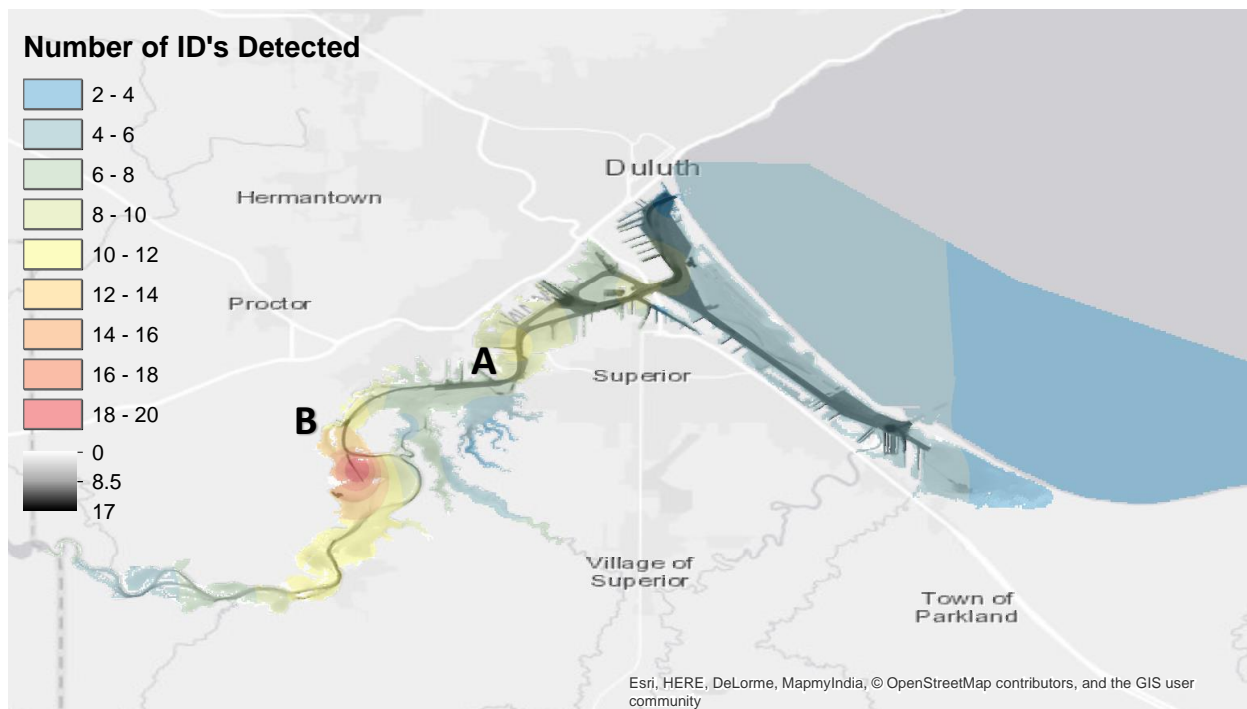 Number of ID's Detected
2 - 4
4 - 6
6 - 8
8 - 10
10 - 12
12 - 14
14 - 16
16 - 18
18 - 20
0
8.5
17
Duluth
Hermantown
Proctor
A
Superior
B
Village of
Superior
Town of
Parkland
Esri, HERE, DeLorme, MapmyIndia, © OpenStreetMap contributors, and the GIS user
community